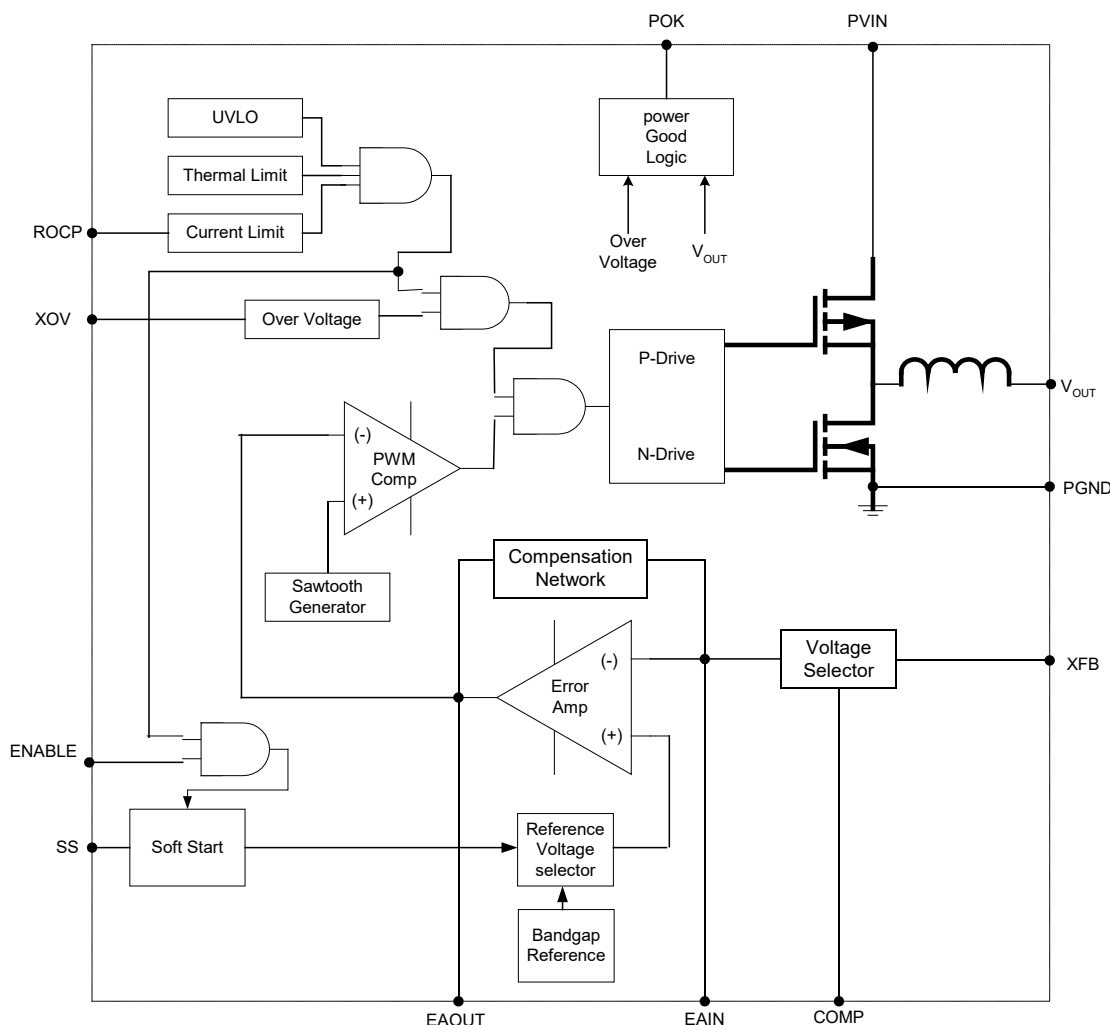 POK
PVIN
UVLO
power
Good
Logic
Thermal Limit
ROCP
Current Limit
Over
Voltage
VOUT
XOV
Over Voltage
P-Drive
VOUT
(-)
PWM
Comp
N-Drive
(+)
PGND
Compensation
Network
Sawtooth
Generator
Voltage
Selector
(-)
XFB
Error
Amp
(+)
ENABLE
SS
Soft Start
Reference
Voltage
selector
Bandgap
Reference
EAOUT
EAIN
COMP